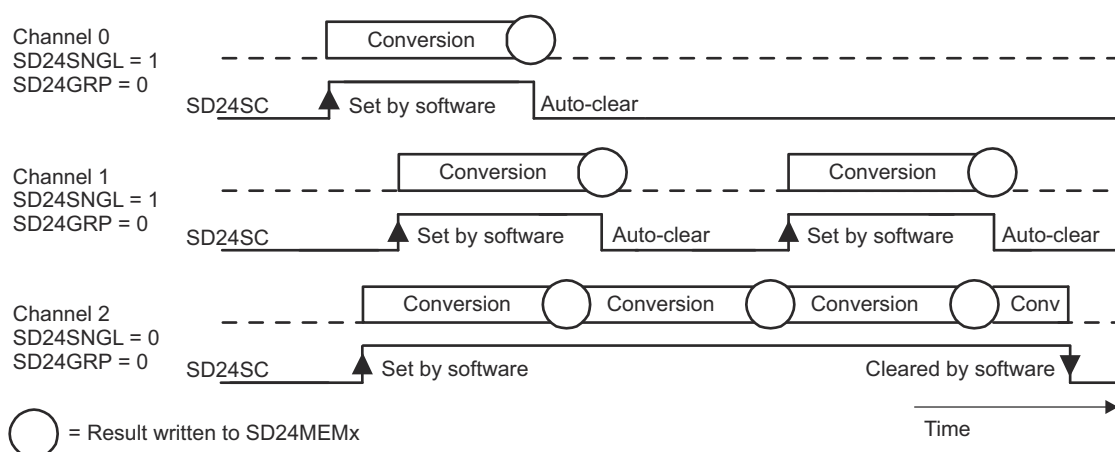 Channel 0
SD24SNGL = 1
SD24GRP = 0
Conversion
SD24SC
Set by software
Auto-clear
Channel 1
SD24SNGL = 1
SD24GRP = 0
Conversion
Conversion
SD24SC
Set by software
Auto-clear
Set by software
Auto-clear
Channel 2
SD24SNGL = 0
SD24GRP = 0
Conversion
Conversion
Conversion
Conv
SD24SC
Set by software
Cleared by software
= Result written to SD24MEMx
Time